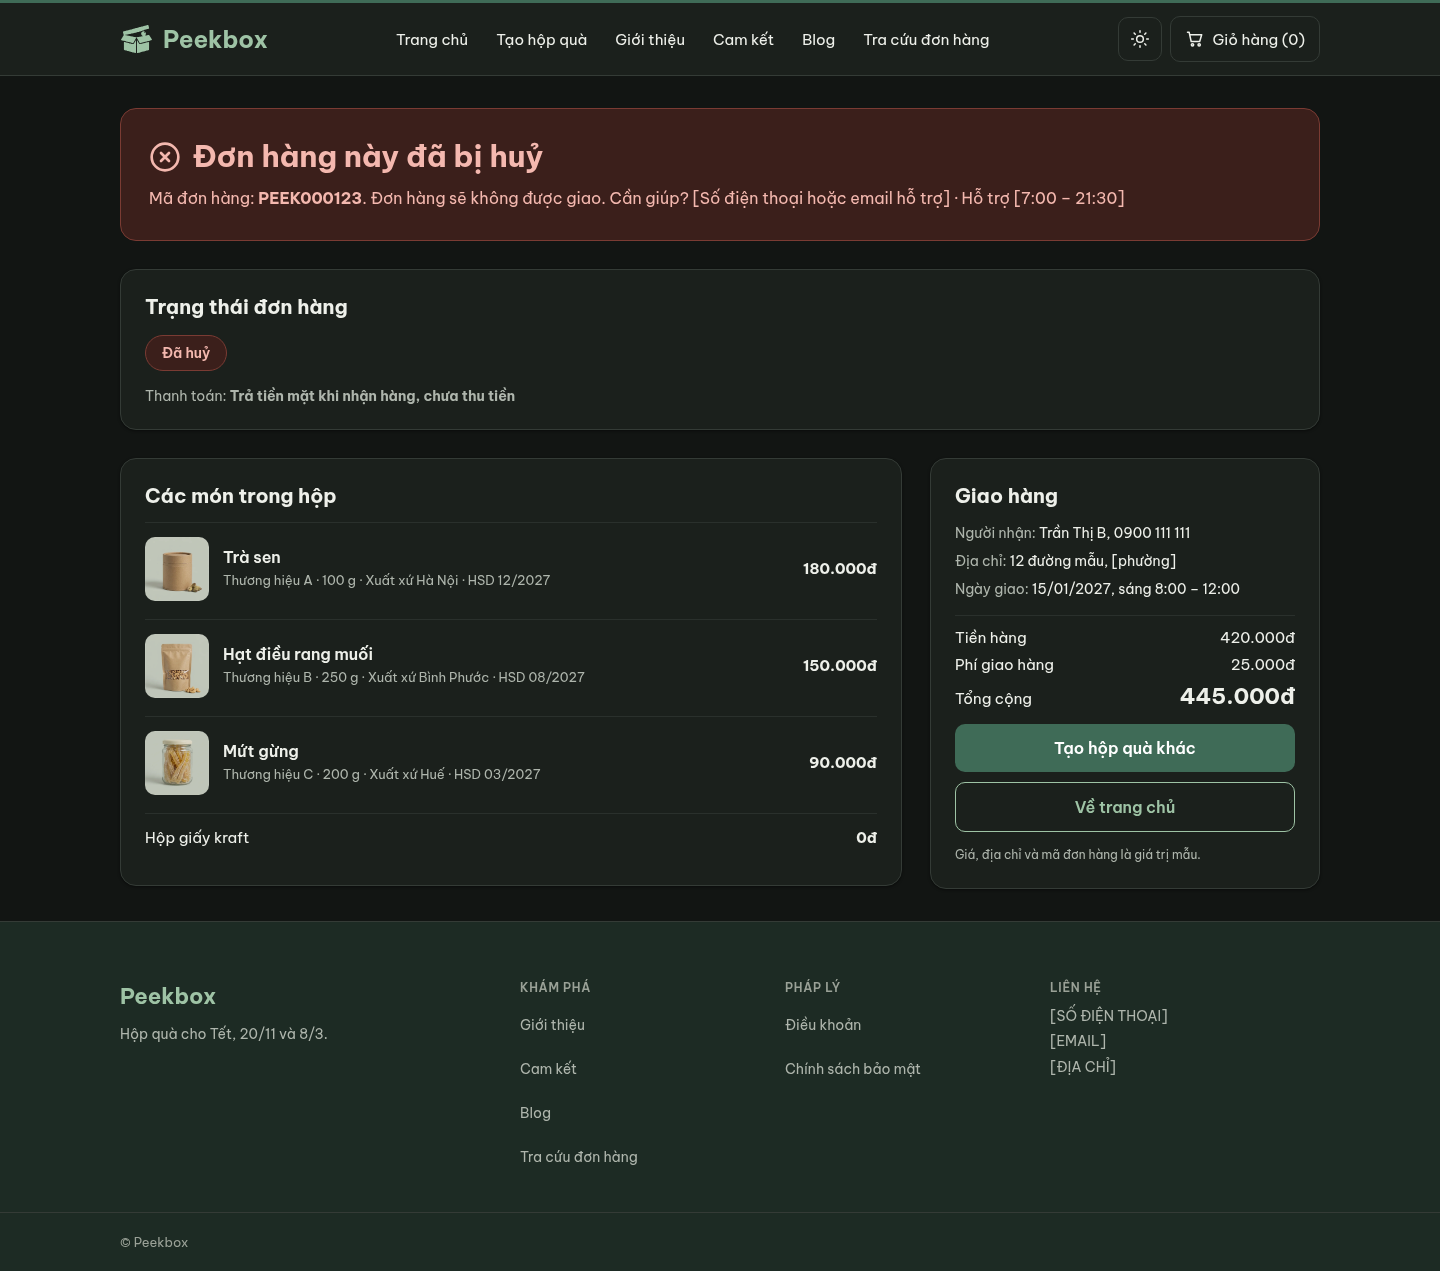 Peekbox
Trang chủ
Tạo hộp quà
Giới thiệu
Cam kết
Blog
Tra cứu đơn hàng
Giỏ hàng (0)
Đơn hàng này đã bị huỷ
Mã đơn hàng: PEEK000123. Đơn hàng sẽ không được giao. Cần giúp? [Số điện thoại hoặc email hỗ trợ] · Hỗ trợ [7:00 – 21:30]
Trạng thái đơn hàng
Đã huỷ
Thanh toán: Trả tiền mặt khi nhận hàng, chưa thu tiền
Các món trong hộp
Trà sen
Thương hiệu A · 100 g · Xuất xứ Hà Nội · HSD 12/2027
180.000đ
Hạt điều rang muối
Thương hiệu B · 250 g · Xuất xứ Bình Phước · HSD 08/2027
150.000đ
Mứt gừng
Thương hiệu C · 200 g · Xuất xứ Huế · HSD 03/2027
90.000đ
Hộp giấy kraft
0đ
Giao hàng
Người nhận: Trần Thị B, 0900 111 111
Địa chỉ: 12 đường mẫu, [phường]
Ngày giao: 15/01/2027, sáng 8:00 – 12:00
Tiền hàng 420.000đ
Phí giao hàng 25.000đ
Tổng cộng 445.000đ
Tạo hộp quà khác
Về trang chủ
Giá, địa chỉ và mã đơn hàng là giá trị mẫu.
Peekbox
Hộp quà cho Tết, 20/11 và 8/3.
KHÁM PHÁ
Giới thiệu
Cam kết
Blog
Tra cứu đơn hàng
PHÁP LÝ
Điều khoản
Chính sách bảo mật
LIÊN HỆ
[SỐ ĐIỆN THOẠI]
[EMAIL]
[ĐỊA CHỈ]
© Peekbox